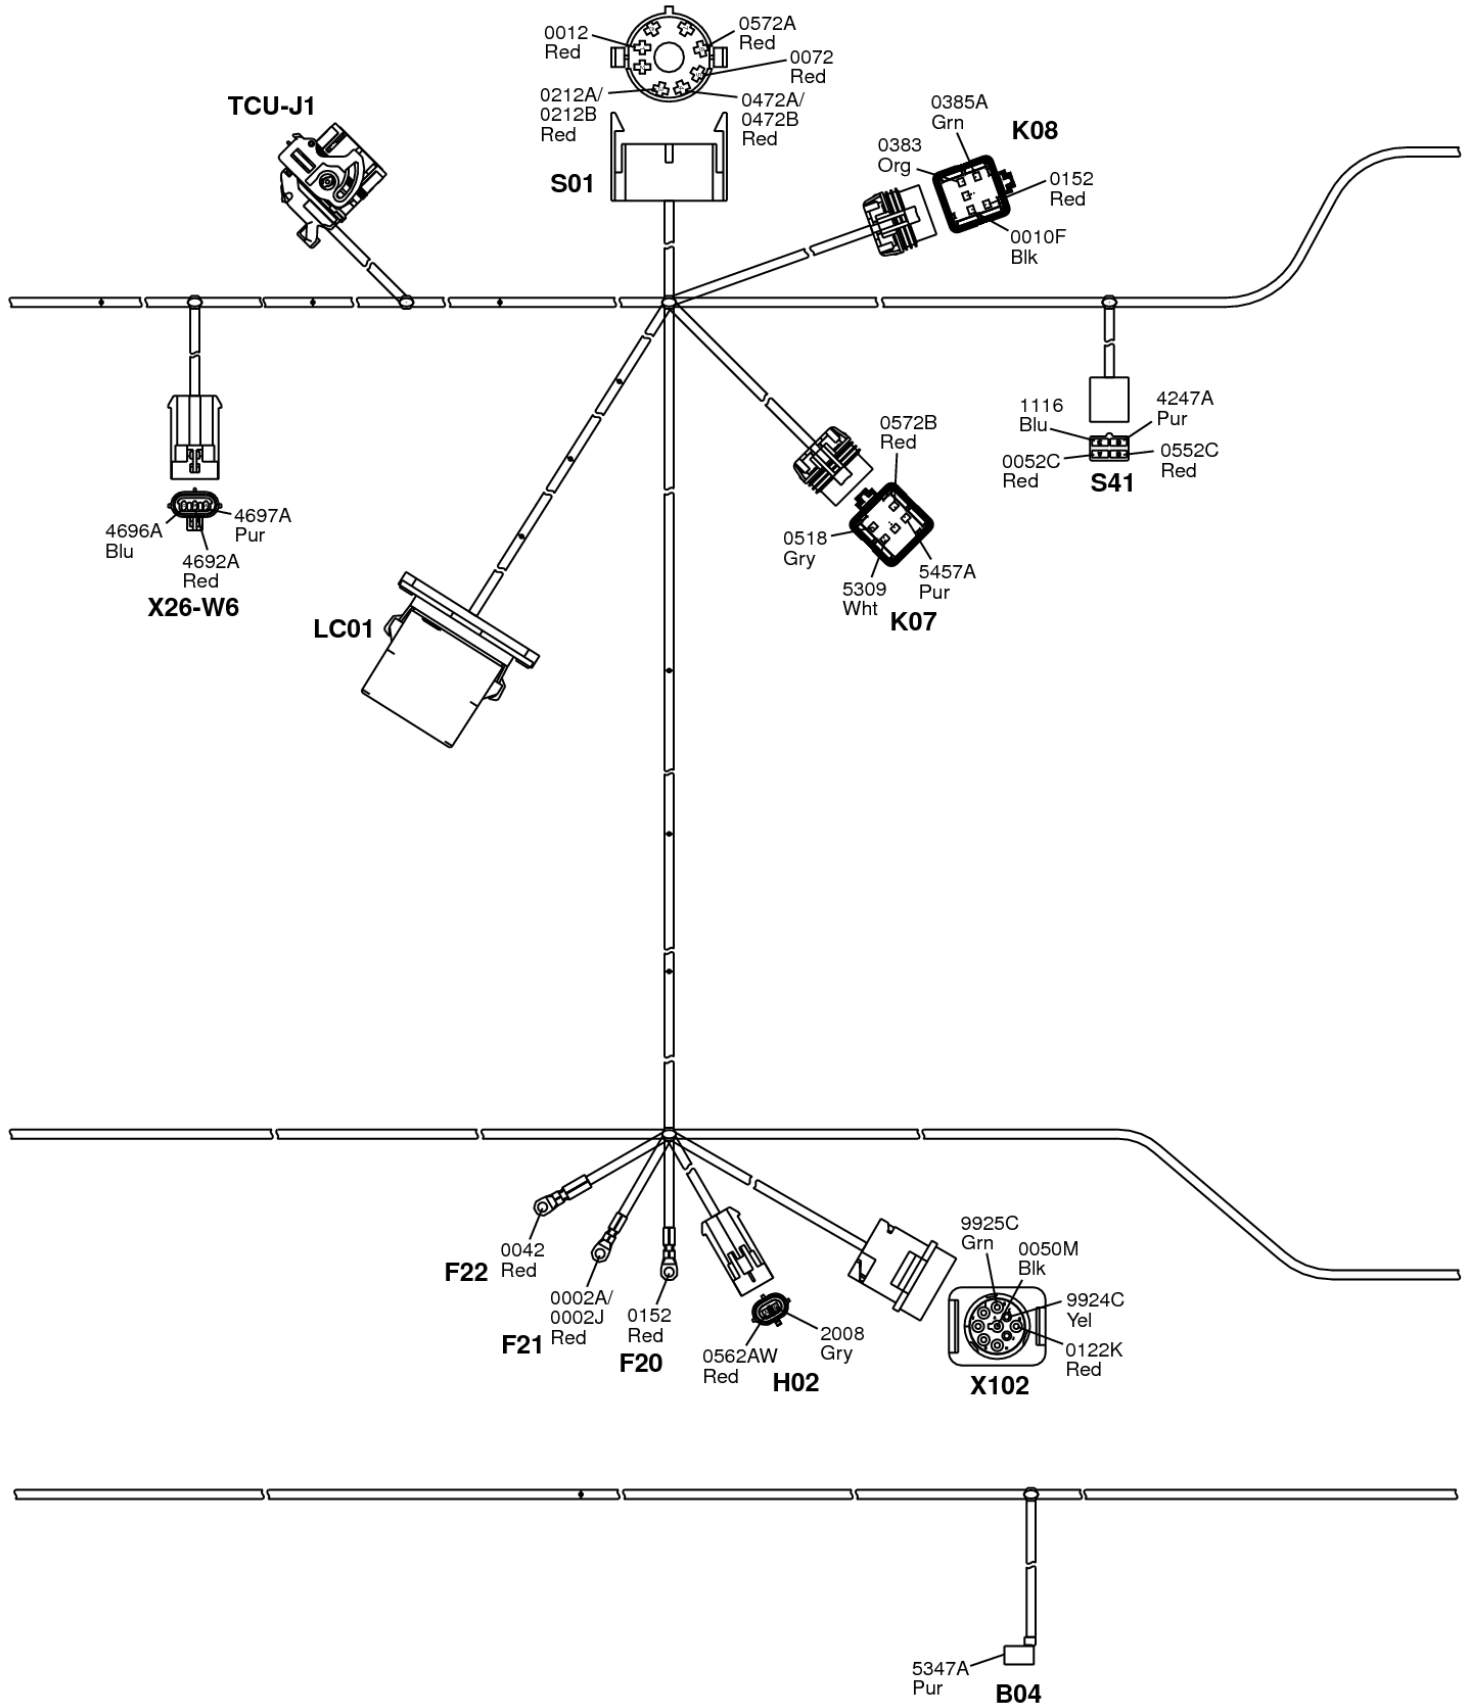 0012
Red
0572A
Red
0072
Red
0212A/
0212B
Red
0472A/
0472B
Red
S01
TCU-J1
0385A
Grn
K08
0383
Org
0152
Red
0010F
Blk
1116
Blu
4247A
Pur
0052C
Red
0552C
Red
S41
0572B
Red
0518
Gry
5309
Wht
5457A
Pur
K07
4696A
Blu
4697A
Pur
4692A
Red
X26-W6
LC01
F22
0042
Red
F21
0002A/
0002J
Red
0152
Red
F20
0562AW
Red
2008
Gry
H02
9925C
Grn
0050M
Blk
9924C
Yel
0122K
Red
X102
5347A
Pur
B04